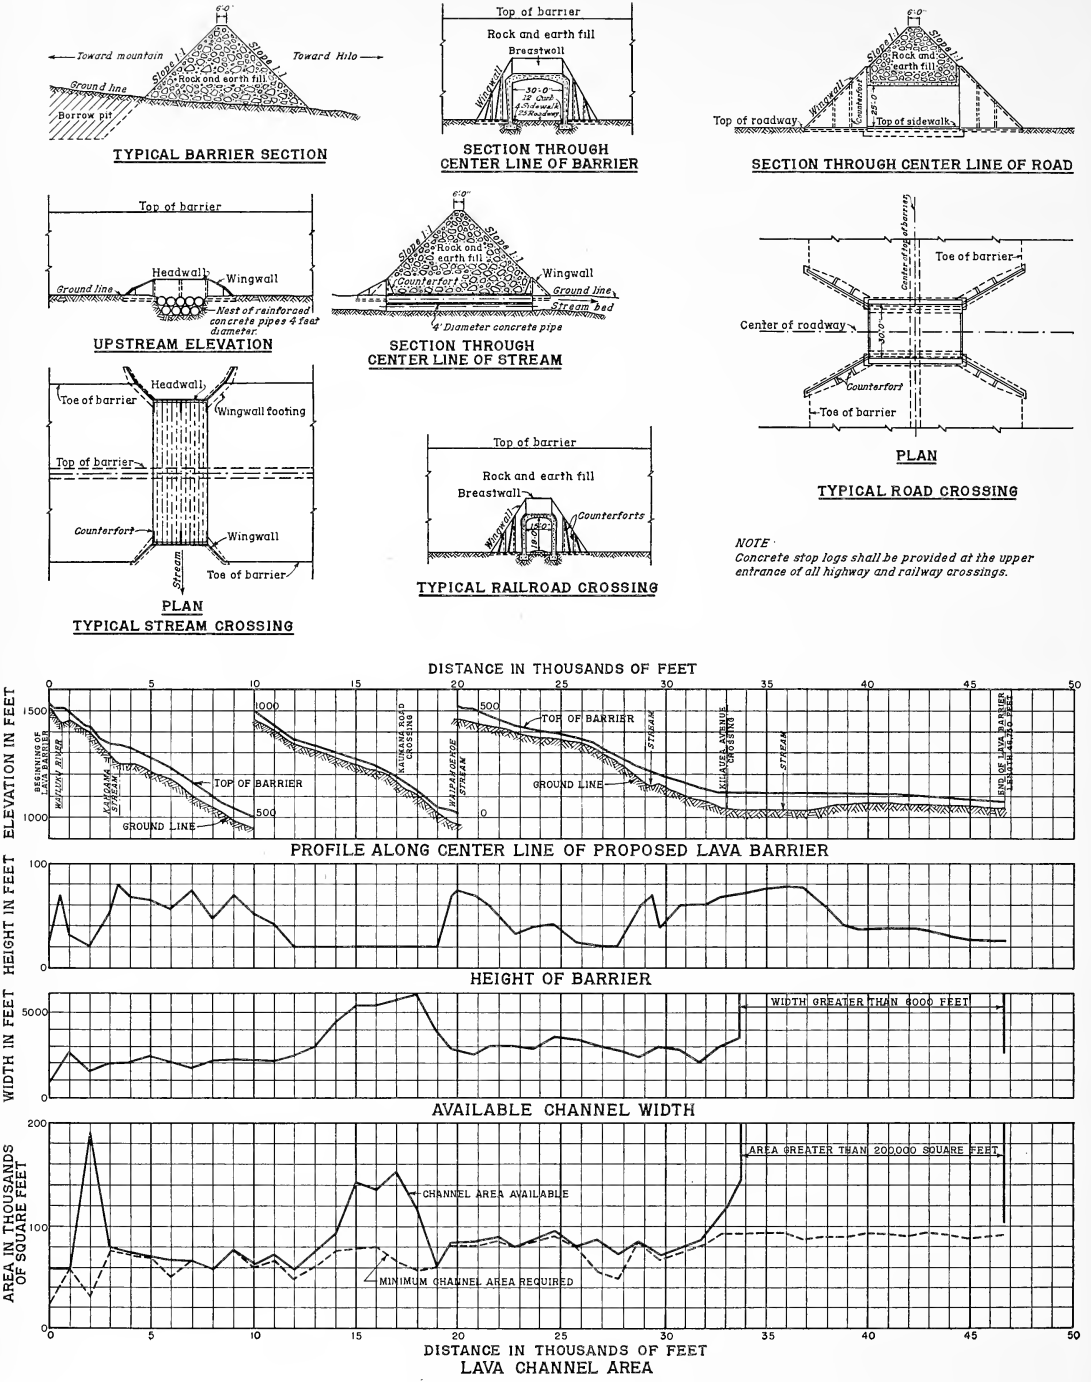 6'-0"
Toward mountain
Toward Hilo
Slope 1:1
Slope 1:1
Rock and earth fill
Ground line
Borrow pit
TYPICAL BARRIER SECTION
Top of barrier
Rock and earth fill
Breastwall
Wingwall
30'-0"
4 Sidewalk
25 Roadway
SECTION THROUGH
CENTER LINE OF BARRIER
6'-0"
Slope 1:1
Slope 1:1
Rock and
earth fill
Wingwall
Counterfort
25'-0"
Top of roadway
Top of sidewalk
SECTION THROUGH CENTER LINE OF ROAD
Top of barrier
Headwall
Wingwall
Ground line
Nest of reinforced
concrete pipes 4 feet
diameter.
UPSTREAM ELEVATION
6'-0"
Slope 1:1
Slope 1:1
Rock and
earth fill
Counterfort
Wingwall
Ground line
Stream bed
4' Diameter concrete pipe
SECTION THROUGH
CENTER LINE OF STREAM
Center of top of barrier
Toe of barrier
Center of roadway
30'-0"
Counterfort
Toe of barrier
PLAN
TYPICAL ROAD CROSSING
Headwall
Toe of barrier
Wingwall footing
Top of barrier
Counterfort
Wingwall
Stream
Toe of barrier
PLAN
TYPICAL STREAM CROSSING
Top of barrier
Rock and earth fill
Breastwall
Wingwall
Counterforts
15'-0"
19'-0"
TYPICAL RAILROAD CROSSING
NOTE
Concrete stop logs shall be provided at the upper
entrance of all highway and railway crossings.
DISTANCE IN THOUSANDS OF FEET
0 5 10 15 20 25 30 35 40 45 50
ELEVATION IN FEET
1500
1000
1000
500
500
0
BEGINNING OF
LAVA BARRIER
WAILUKU RIVER
STREAM
TOP OF BARRIER
GROUND LINE
KAUKANA ROAD
CROSSING
WAIPAHOEHOE
STREAM
TOP OF BARRIER
GROUND LINE
STREAM
KILAUEA AVENUE
CROSSING
STREAM
END OF LAVA BARRIER
LENGTH 46,750 FEET
PROFILE ALONG CENTER LINE OF PROPOSED LAVA BARRIER
HEIGHT IN FEET
100
0
HEIGHT OF BARRIER
WIDTH IN FEET
5000
0
WIDTH GREATER THAN 6000 FEET
AVAILABLE CHANNEL WIDTH
AREA IN THOUSANDS
OF SQUARE FEET
200
100
0
AREA GREATER THAN 200,000 SQUARE FEET
CHANNEL AREA AVAILABLE
MINIMUM CHANNEL AREA REQUIRED
0 5 10 15 20 25 30 35 40 45 50
DISTANCE IN THOUSANDS OF FEET
LAVA CHANNEL AREA